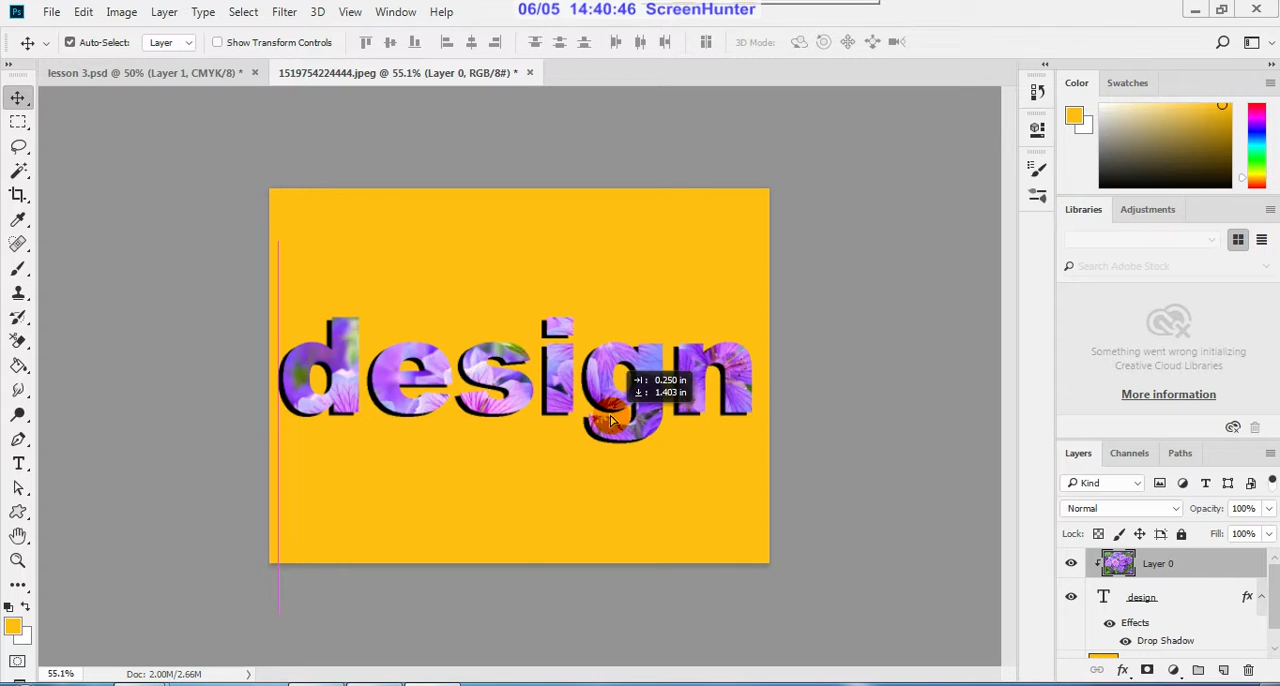 06/05 14:40:46 ScreenHunter
Ps File Edit Image Layer Type Select Filter 3D View Window Help
Auto-Select: Layer Show Transform Controls 3D Mode:
lesson 3.psd @ 50% (Layer 1, CMYK/8) * × 1519754224444.jpeg @ 55.1% (Layer 0, RGB/8#) * ×
Color Swatches
Libraries Adjustments
Search Adobe Stock
design
0.250 in
1.403 in
Something went wrong initializing
Creative Cloud Libraries
More information
Layers Channels Paths
Kind
Normal Opacity: 100%
Lock: Fill: 100%
Layer 0
T design fx
Effects
Drop Shadow
fx
55.1% Doc: 2.00M/2.66M